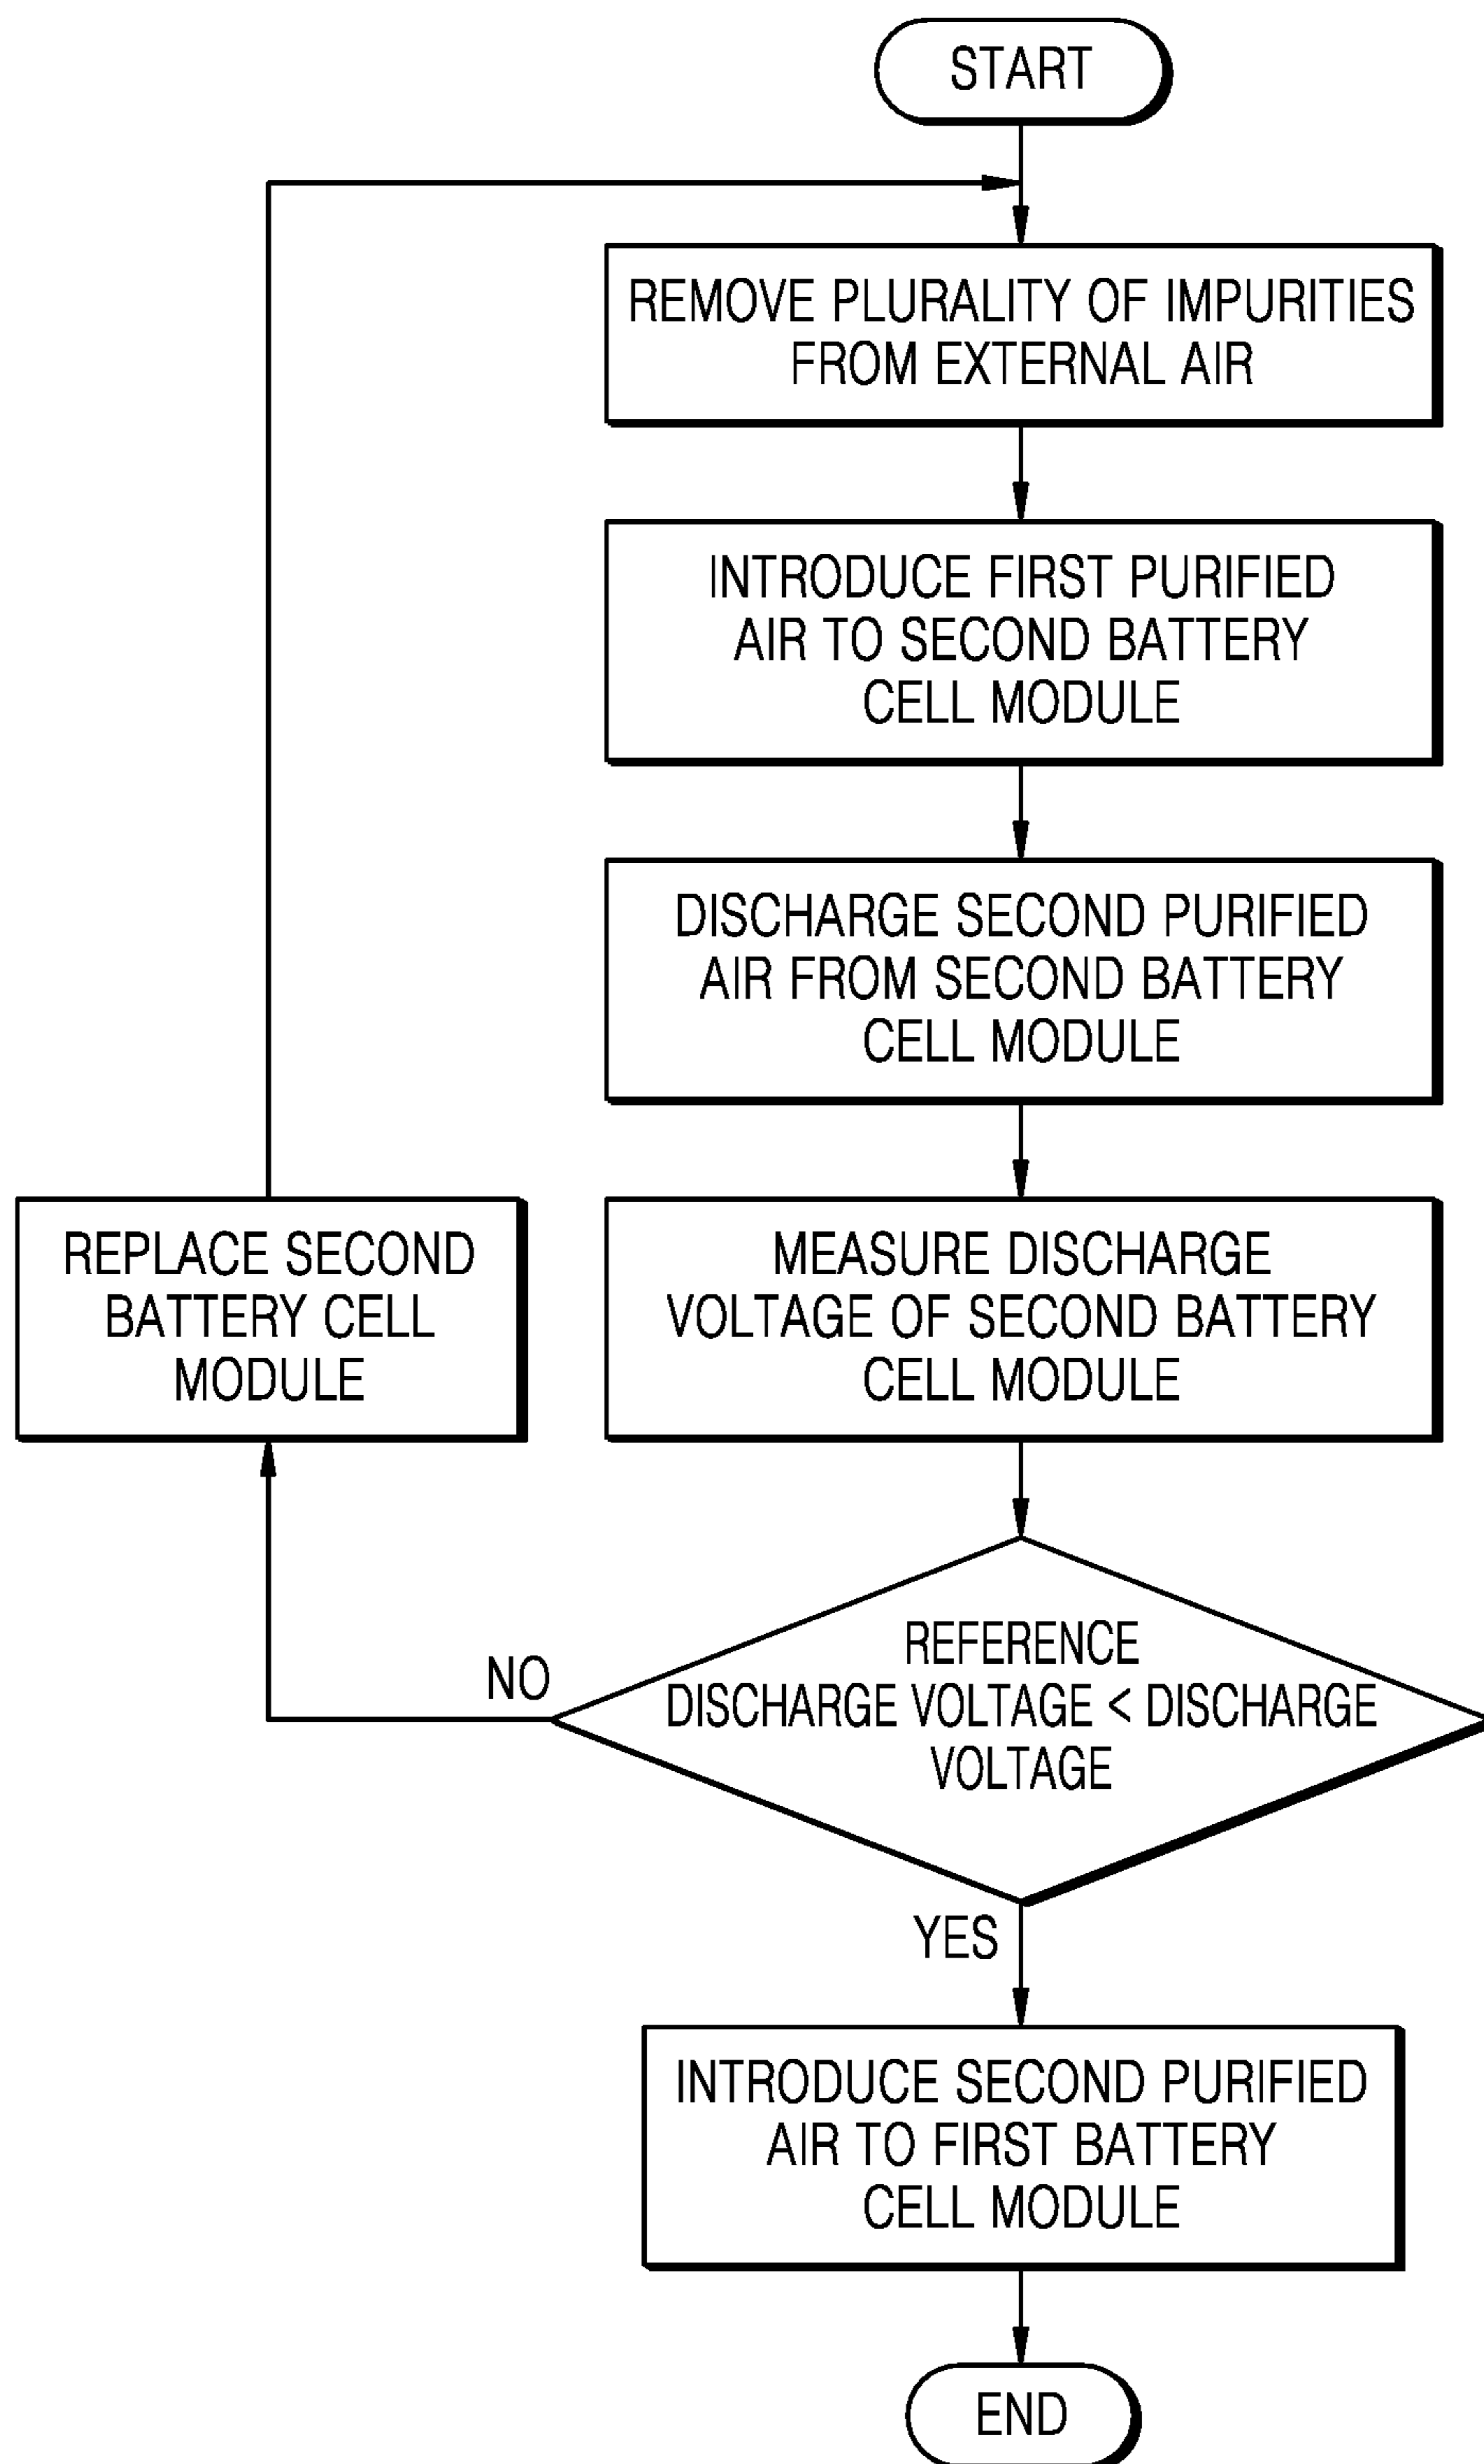 START
REMOVE PLURALITY OF IMPURITIES
FROM EXTERNAL AIR
INTRODUCE FIRST PURIFIED
AIR TO SECOND BATTERY
CELL MODULE
DISCHARGE SECOND PURIFIED
AIR FROM SECOND BATTERY
CELL MODULE
MEASURE DISCHARGE
VOLTAGE OF SECOND BATTERY
CELL MODULE
REPLACE SECOND
BATTERY CELL
MODULE
REFERENCE
DISCHARGE VOLTAGE < DISCHARGE
VOLTAGE
NO
YES
INTRODUCE SECOND PURIFIED
AIR TO FIRST BATTERY
CELL MODULE
END